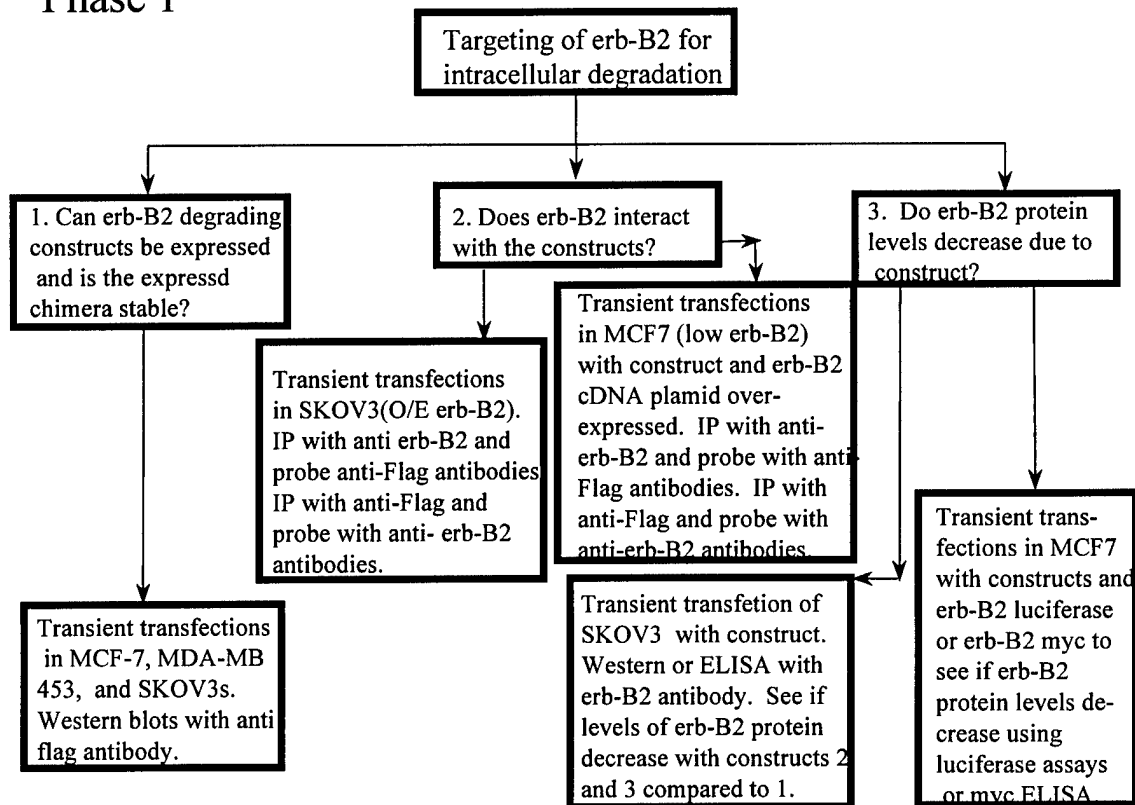 Phase 1
Targeting of erb-B2 for
intracellular degradation
1. Can erb-B2 degrading
constructs be expressed
and is the expressd
chimera stable?
2. Does erb-B2 interact
with the constructs?
3. Do erb-B2 protein
levels decrease due to
construct?
Transient transfections
in SKOV3(O/E erb-B2).
IP with anti erb-B2 and
probe anti-Flag antibodies
IP with anti-Flag and
probe with anti- erb-B2
antibodies.
Transient transfections
in MCF7 (low erb-B2)
with construct and erb-B2
cDNA plamid over-
expressed. IP with anti-
erb-B2 and probe with anti-
Flag antibodies. IP with
anti-Flag and probe with
anti-erb-B2 antibodies.
Transient transfections
in MCF-7, MDA-MB
453, and SKOV3s.
Western blots with anti
flag antibody.
Transient transfetion of
SKOV3 with construct.
Western or ELISA with
erb-B2 antibody. See if
levels of erb-B2 protein
decrease with constructs 2
and 3 compared to 1.
Transient trans-
fections in MCF7
with constructs and
erb-B2 luciferase
or erb-B2 myc to
see if erb-B2
protein levels de-
crease using
luciferase assays
or myc ELISA.